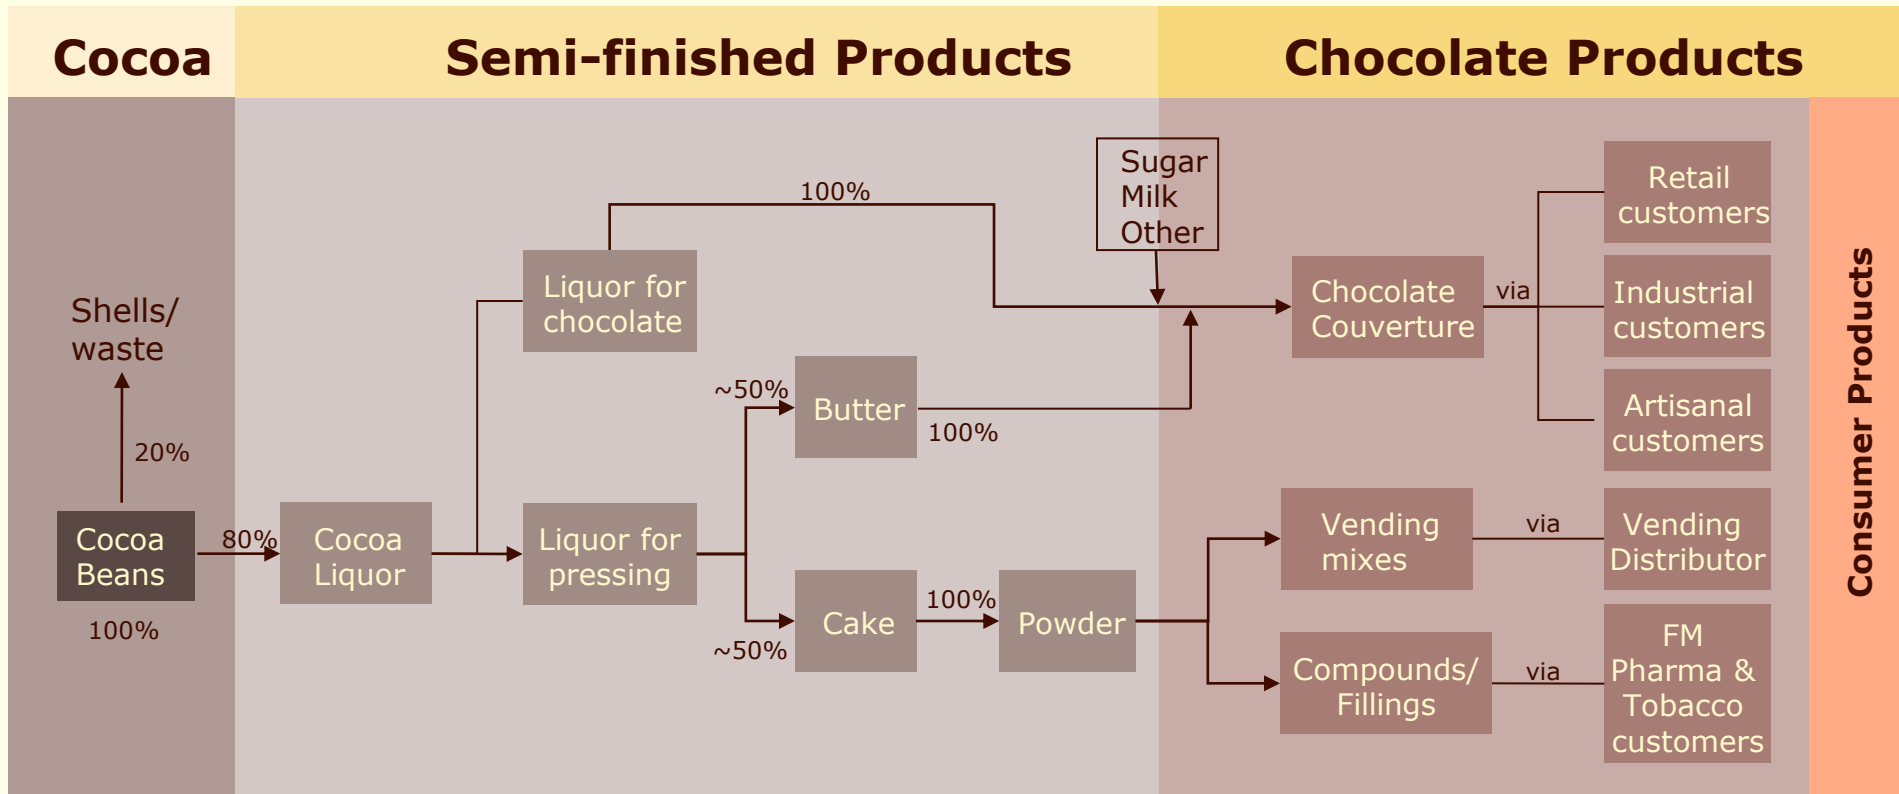 Cocoa
Semi-finished Products
Chocolate Products
Shells/
waste
20%
Cocoa
Beans
100%
80%
Cocoa
Liquor
Liquor for
chocolate
100%
Liquor for
pressing
~50%
Butter
100%
~50%
Cake
100%
Powder
Sugar
Milk
Other
Chocolate
Couverture
via
Retail
customers
Industrial
customers
Artisanal
customers
Vending
mixes
via
Vending
Distributor
Compounds/
Fillings
via
FM
Pharma &
Tobacco
customers
Consumer Products